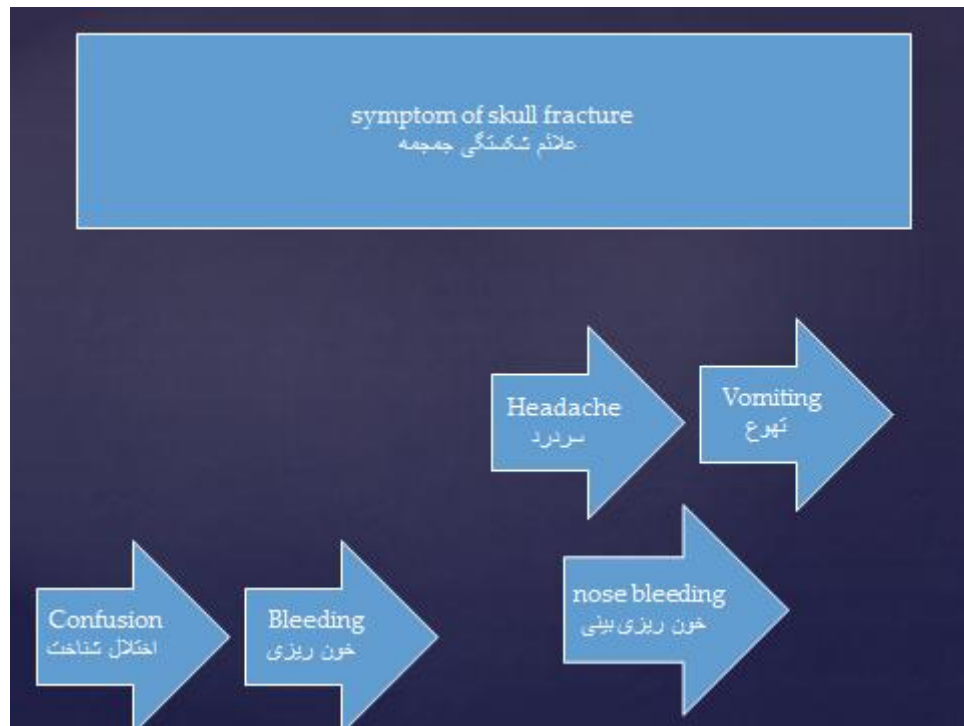 symptom of skull fracture
علائم شکستگی جمجمه
Headache
سردرد
Vomiting
تهوع
nose bleeding
خون ریزی بینی
Confusion
اختلال شناخت
Bleeding
خون ریزی